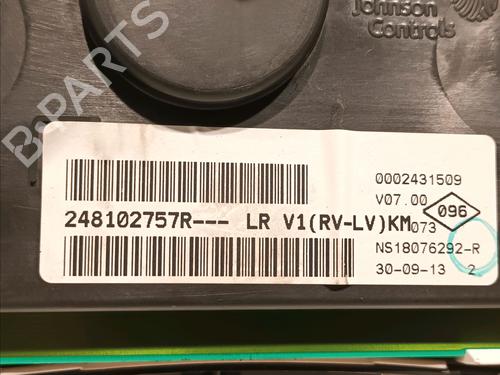 Johnson
Controls
B-PARTS
0002431509
V07.00
096
248102757R--- LR V1(RV-LV)KM
073
NS18076292-R
30-09-13 2